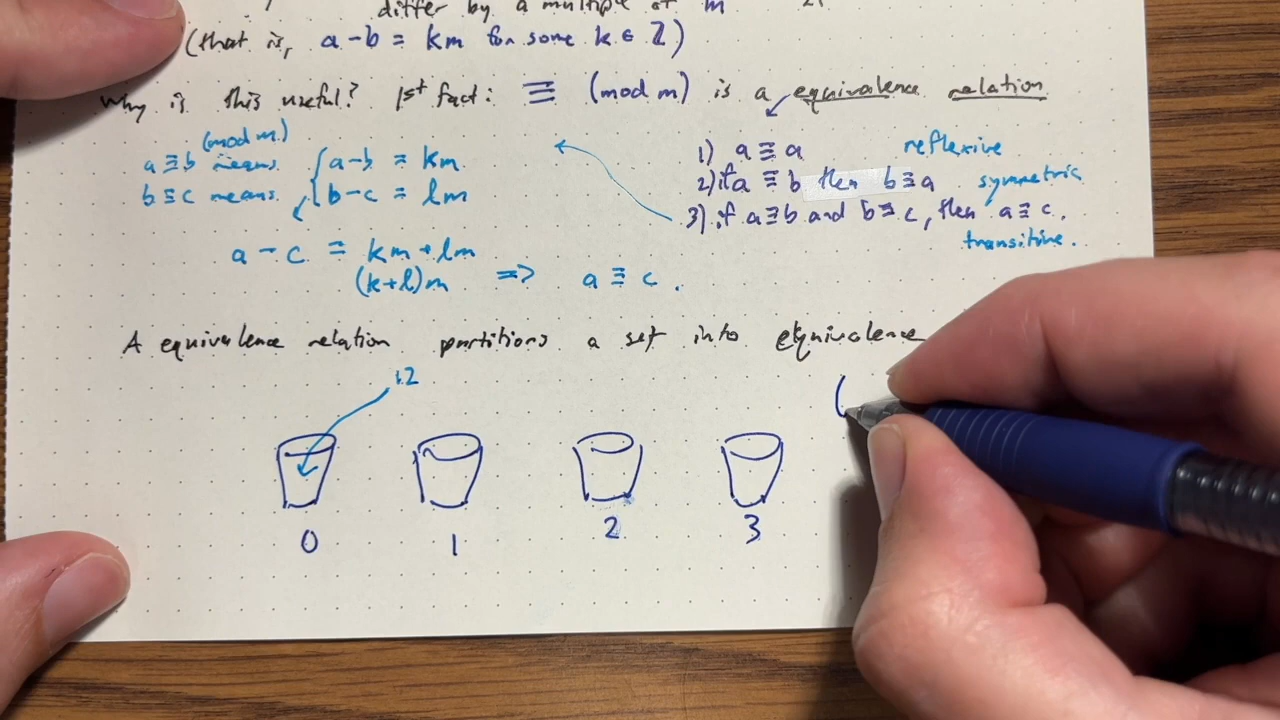 differ by a multiple of m
(that is, a-b = km for some k ∈ ℤ)
Why is this useful? 1st fact: ≡ (mod m) is a equivalence relation
(mod m)
a ≡ b means
b ≡ c means
a-b = km
b-c = lm
a - c = km + lm
(k+l)m => a ≡ c.
1) a ≡ a reflexive
2) if a ≡ b then b ≡ a symmetric
3) if a ≡ b and b ≡ c, then a ≡ c.
transitive.
A equivalence relation partitions a set into equivalence
12
0 1 2 3
(